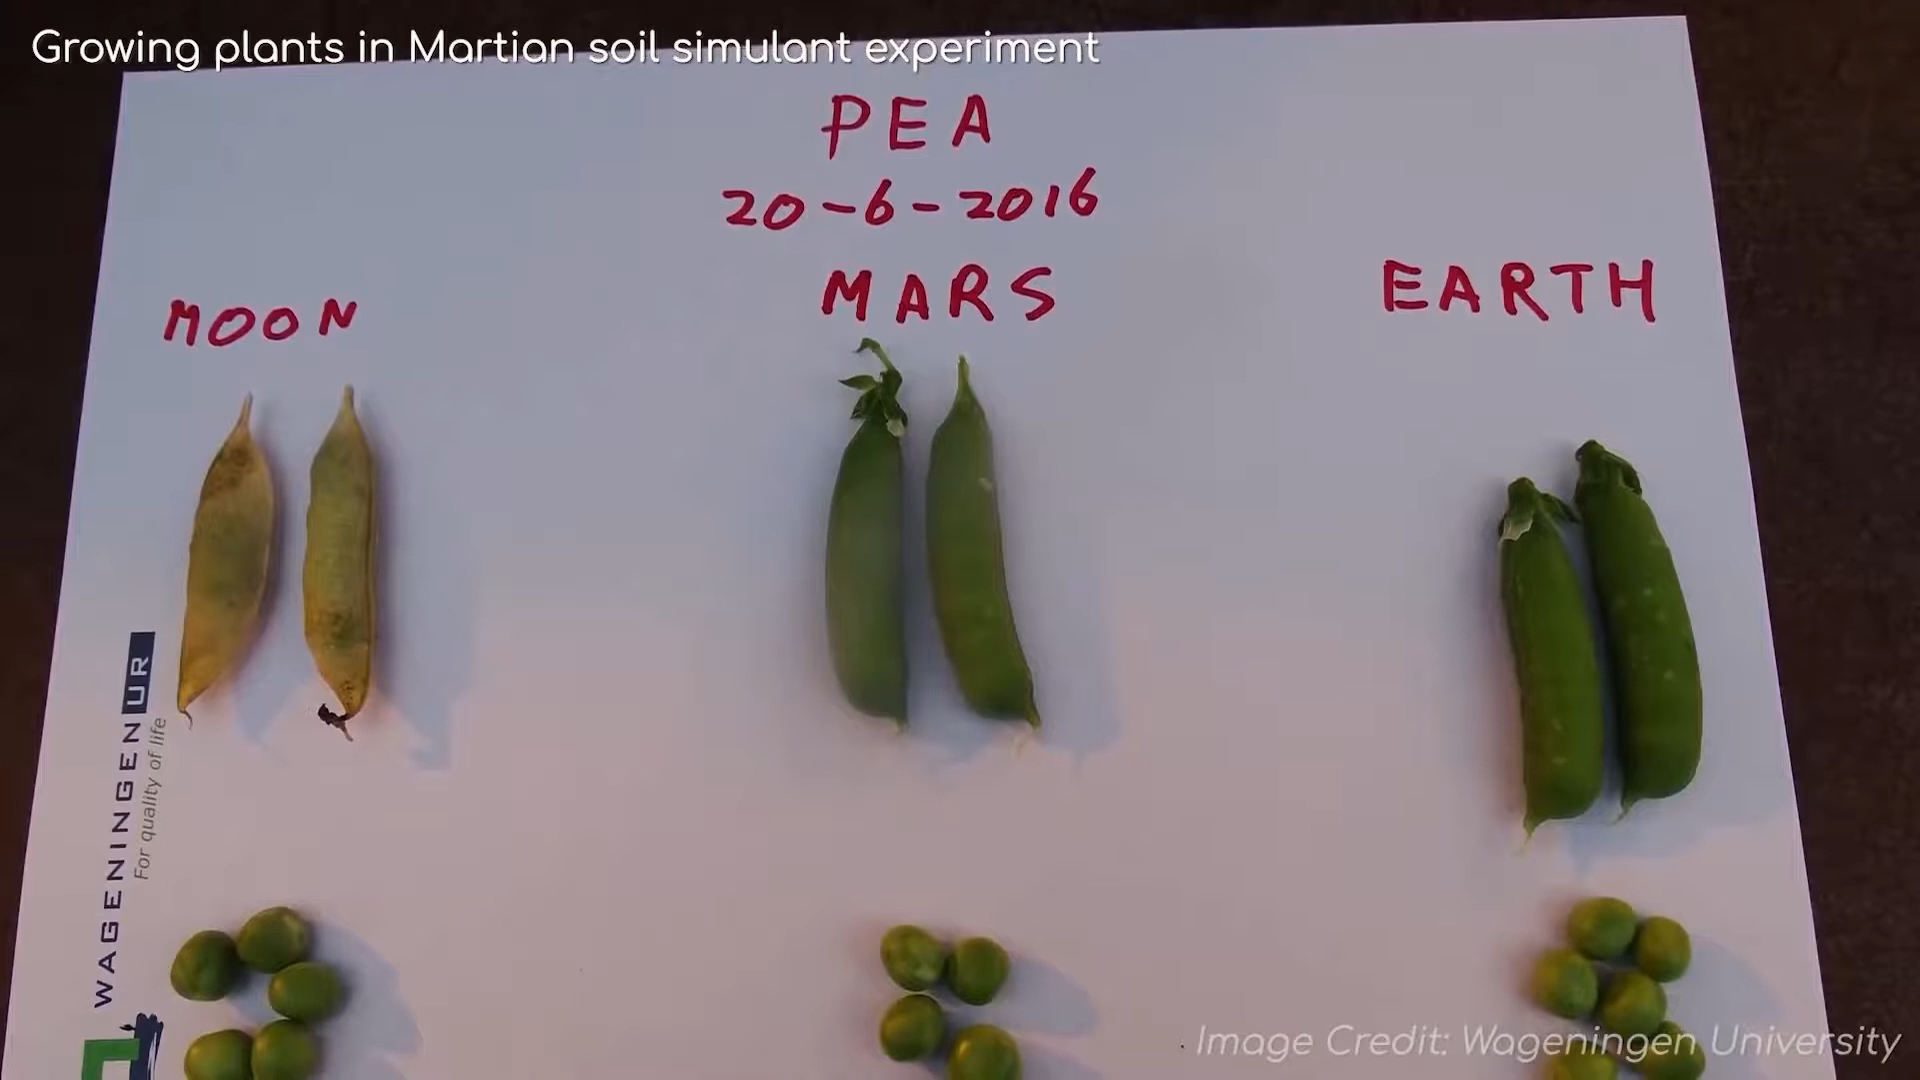 Growing plants in Martian soil simulant experiment
PEA
20-6-2016
MOON
MARS
EARTH
WAGENINGEN UR
For quality of life
Image Credit: Wageningen University